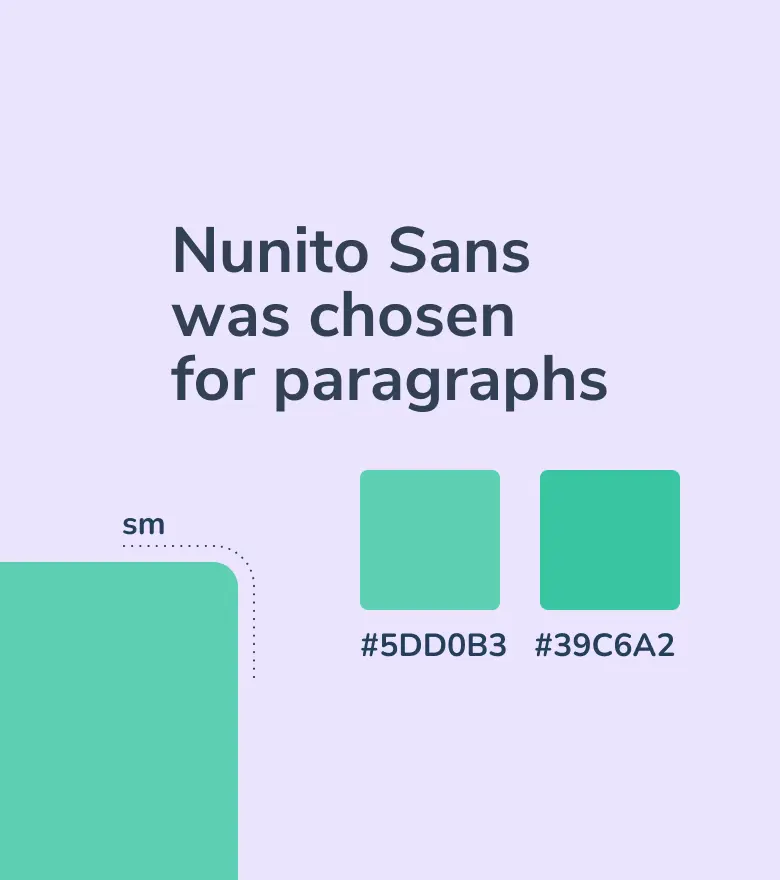 Nunito Sans
was chosen
for paragraphs
sm
#5DD0B3
#39C6A2